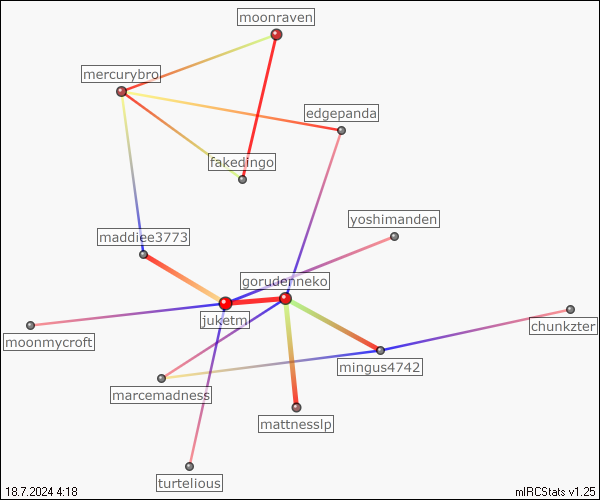 moonraven
mercurybro
edgepanda
fakedingo
yoshimanden
maddiee3773
gorudenneko
juketm
chunkzter
moonmycroft
mingus4742
marcemadness
mattnesslp
turtelious
18.7.2024 4:18
mIRCStats v1.25